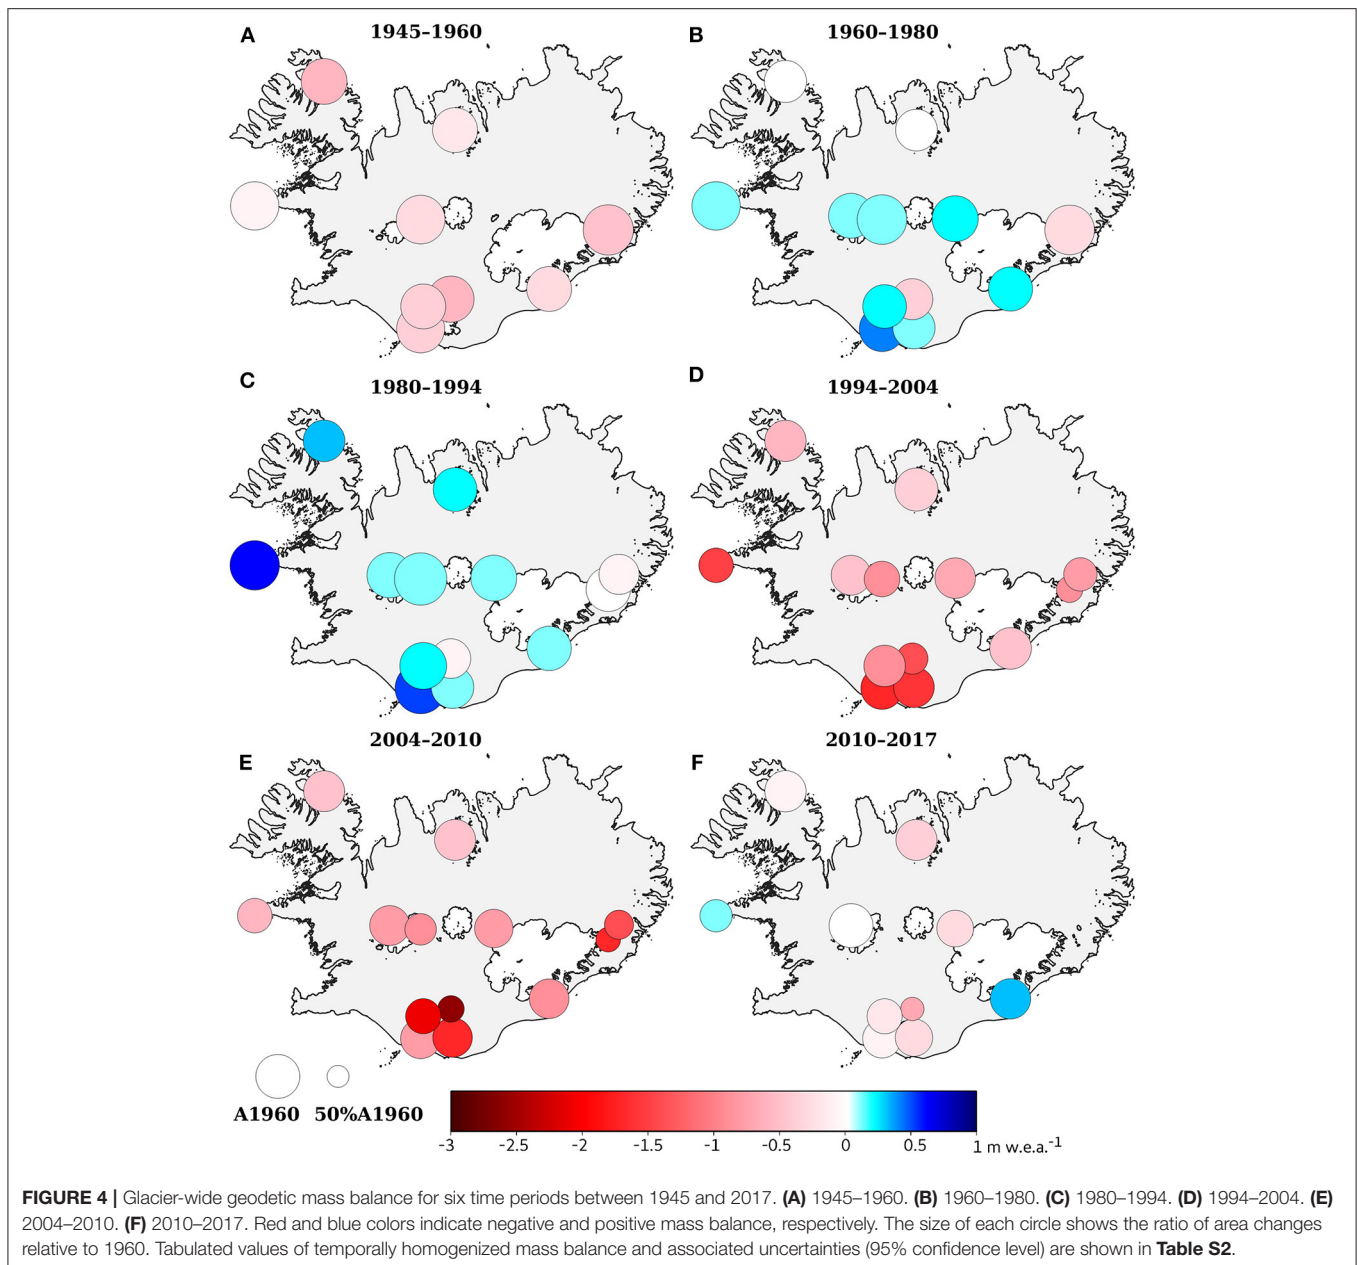 A 1945–1960
B 1960–1980
C 1980–1994
D 1994–2004
E 2004–2010
F 2010–2017
A1960 50%A1960
-3 -2.5 -2 -1.5 -1 -0.5 0 0.5 1 m w.e.a.-1
FIGURE 4 | Glacier-wide geodetic mass balance for six time periods between 1945 and 2017. (A) 1945–1960. (B) 1960–1980. (C) 1980–1994. (D) 1994–2004. (E)
2004–2010. (F) 2010–2017. Red and blue colors indicate negative and positive mass balance, respectively. The size of each circle shows the ratio of area changes
relative to 1960. Tabulated values of temporally homogenized mass balance and associated uncertainties (95% confidence level) are shown in Table S2.